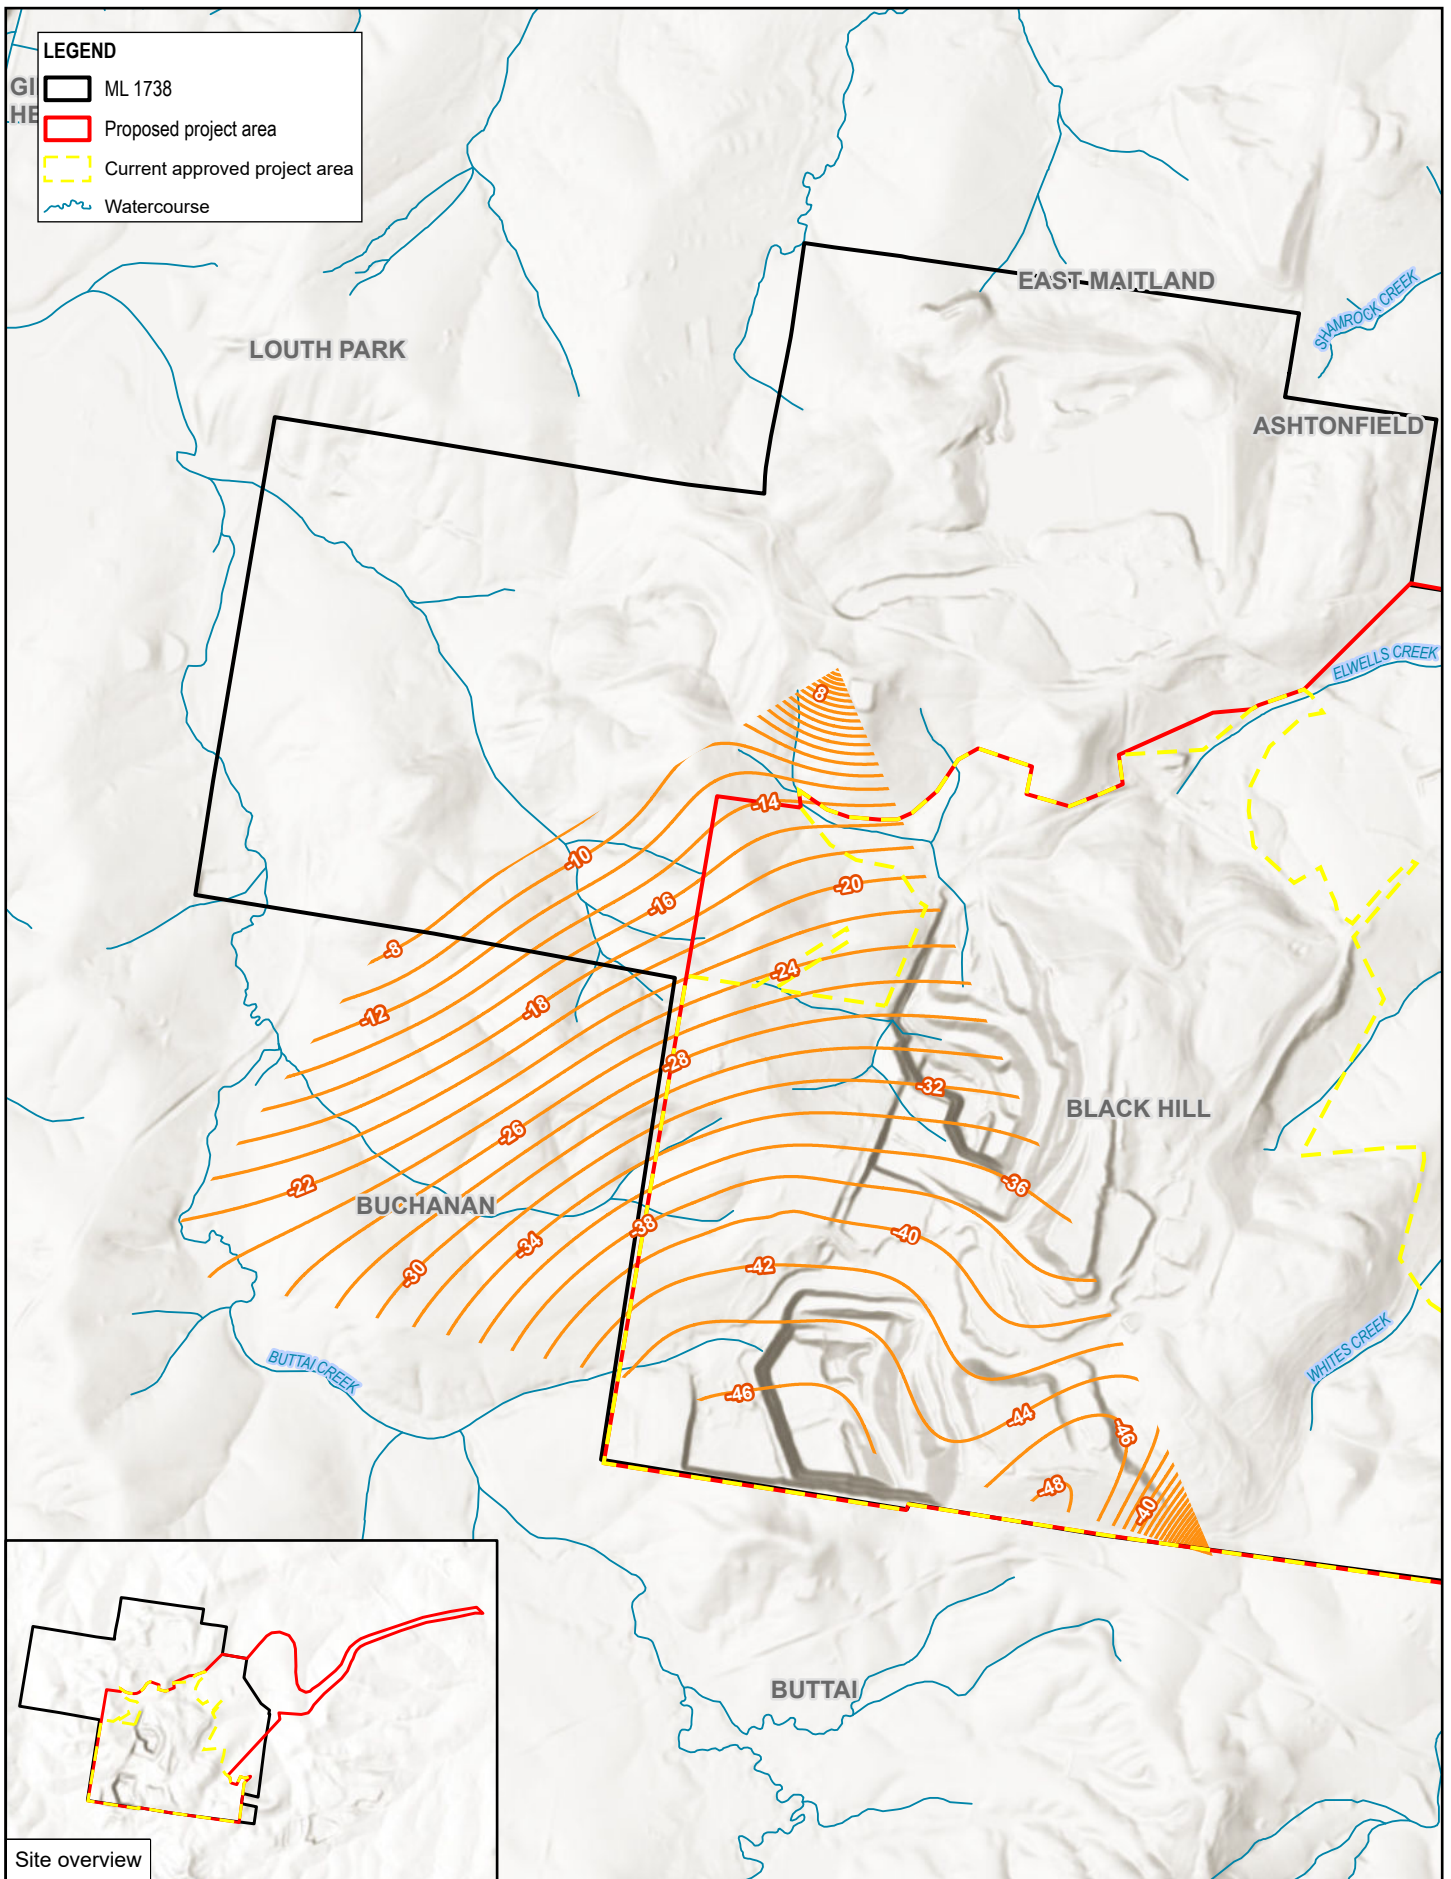 LEGEND
ML 1738
Proposed project area
Current approved project area
Watercourse
GI
HE
EAST MAITLAND
SHAMROCK CREEK
LOUTH PARK
ASHTONFIELD
ELWELLS CREEK
8
-14
-10
-16
-20
-8
-24
-18
-12
-28
-32
BLACK HILL
-26
-36
-22
BUCHANAN
-38
-40
-34
-42
-30
WHITES CREEK
BUTTAI CREEK
-46
-44
-46
-48
-40
BUTTAI
Site overview